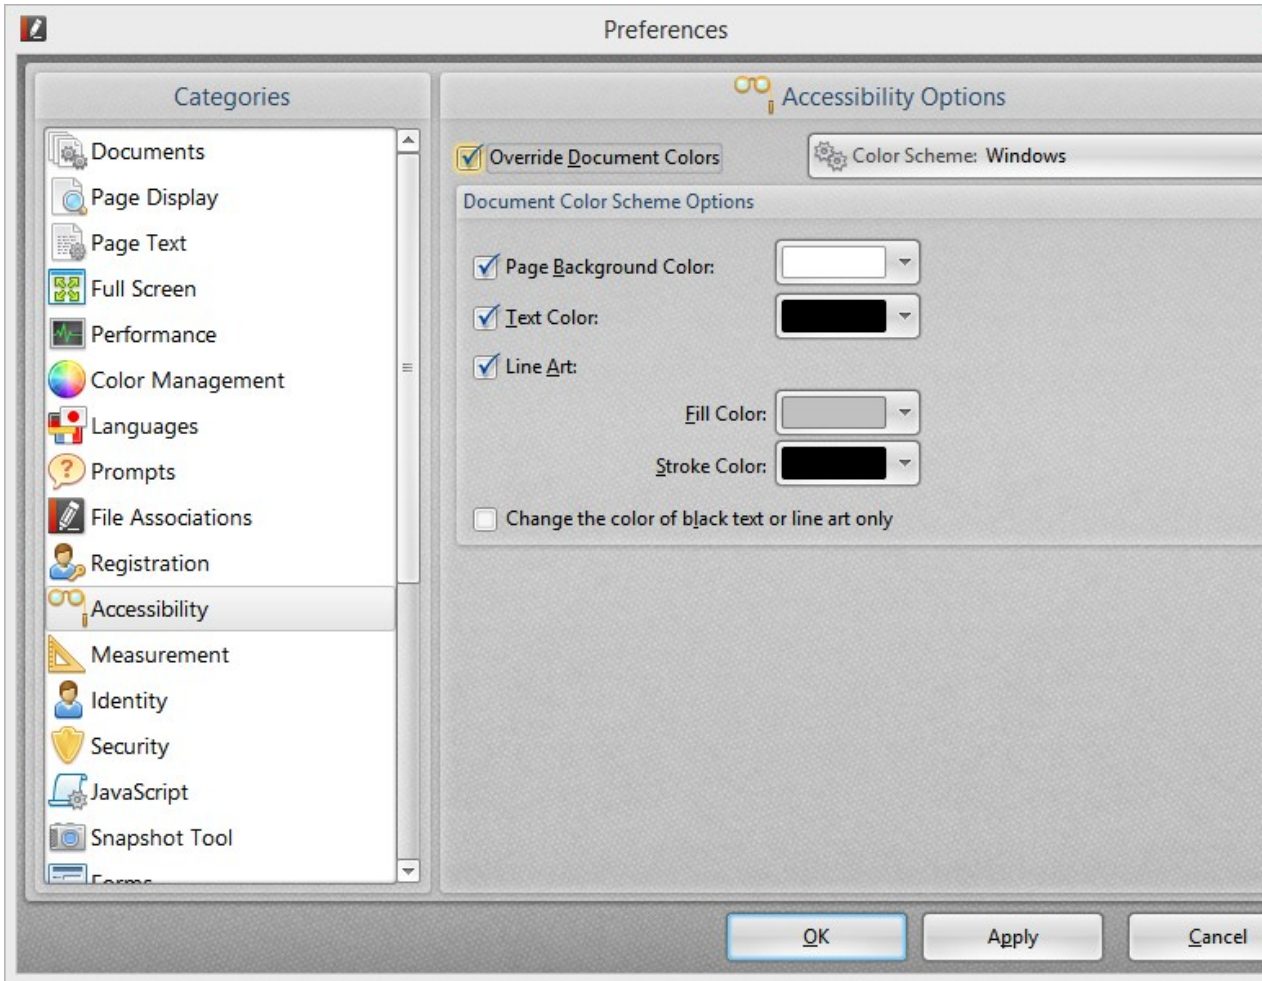 Preferences
Categories
Documents
Page Display
Page Text
Full Screen
Performance
Color Management
Languages
Prompts
File Associations
Registration
Accessibility
Measurement
Identity
Security
JavaScript
Snapshot Tool
Forms
Accessibility Options
Override Document Colors
Color Scheme: Windows
Document Color Scheme Options
Page Background Color:
Text Color:
Line Art:
Fill Color:
Stroke Color:
Change the color of black text or line art only
OK
Apply
Cancel